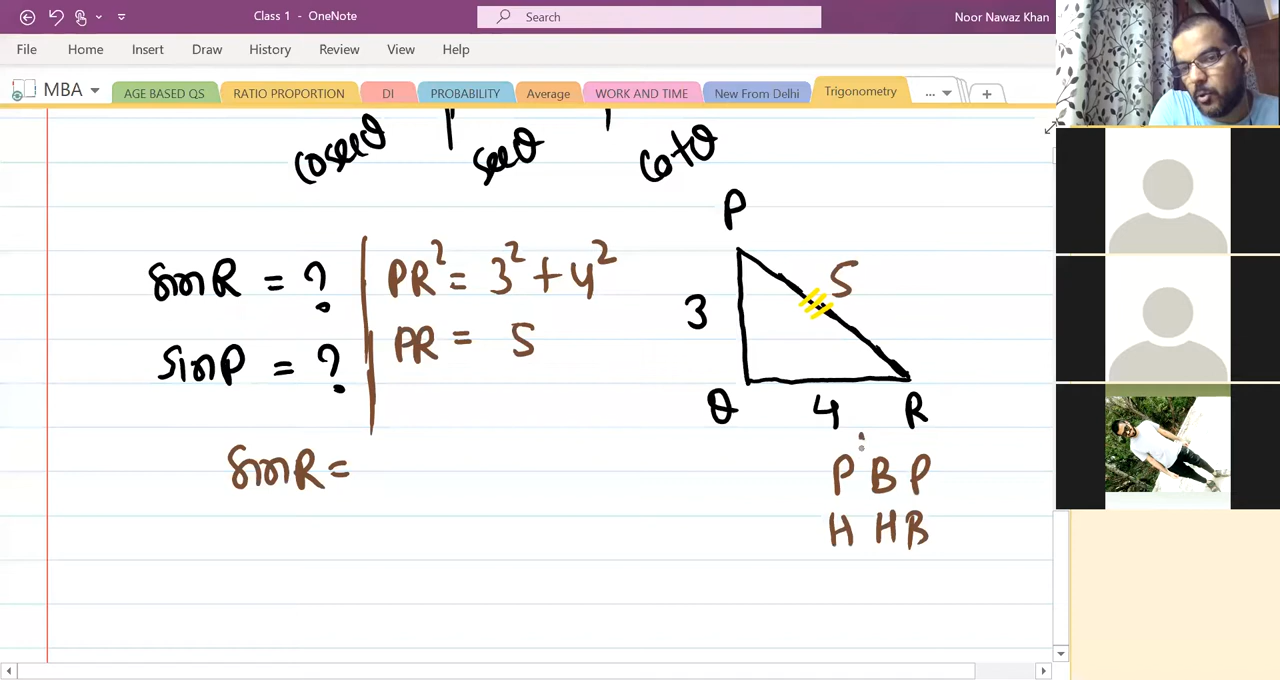 Class 1 - OneNote
Search
Noor Nawaz Khan
File Home Insert Draw History Review View Help
MBA
AGE BASED QS
RATIO PROPORTION
DI
PROBABILITY
Average
WORK AND TIME
New From Delhi
Trigonometry
...
cosecθ secθ cotθ
P
sinR = ?
PR² = 3² + 4²
5
3
sinP = ?
PR = 5
Q 4 R
sinR =
P B P
H H B